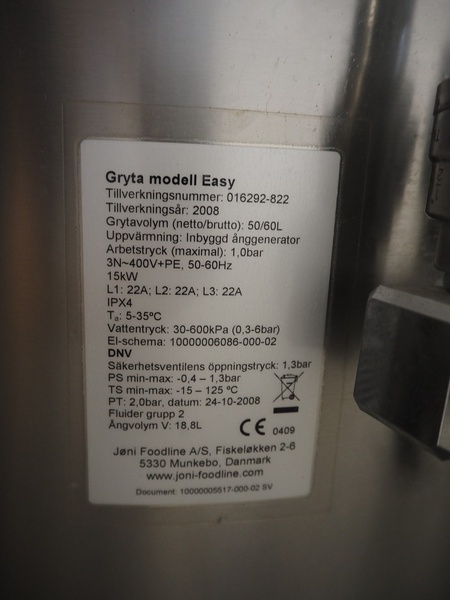 Gryta modell Easy
Tillverkningsnummer: 016292-822
Tillverkningsår: 2008
Grytavolym (netto/brutto): 50/60L
Uppvärmning: Inbyggd ånggenerator
Arbetstryck (maximal): 1,0bar
3N~400V+PE, 50-60Hz
15kW
L1: 22A; L2: 22A; L3: 22A
IPX4
Ta: 5-35ºC
Vattentryck: 30-600kPa (0,3-6bar)
El-schema: 10000006086-000-02
DNV
Säkerhetsventilens öppningstryck: 1,3bar
PS min-max: -0,4 – 1,3bar
TS min-max: -15 – 125 ºC
PT: 2,0bar, datum: 24-10-2008
Fluider grupp 2
Ångvolym V: 18,8L
CE 0409
Jøni Foodline A/S, Fiskeløkken 2-6
5330 Munkebo, Danmark
www.joni-foodline.com
Document: 10000005517-000-02 SV